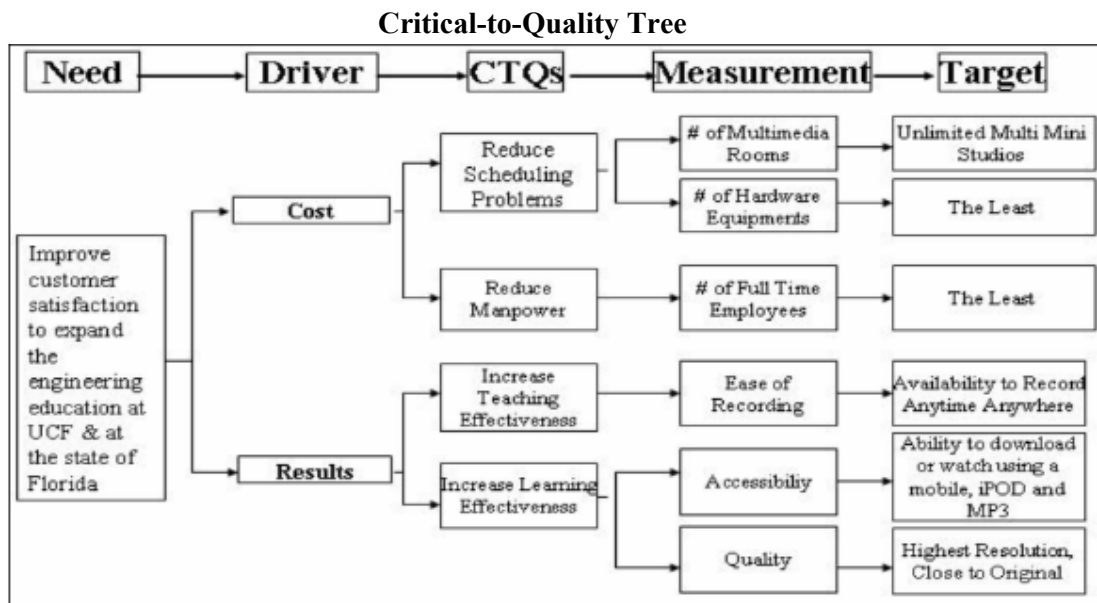 Critical-to-Quality Tree
Need
Driver
CTQs
Measurement
Target
Improve
customer
satisfaction
to expand
the
engineering
education at
UCF & at
the state of
Florida
Cost
Results
Reduce
Scheduling
Problems
Reduce
Manpower
Increase
Teaching
Effectiveness
Increase Learning
Effectiveness
# of Multimedia
Rooms
# of Hardware
Equipments
# of Full Time
Employees
Ease of
Recording
Accessibiliy
Quality
Unlimited Multi Mini
Studios
The Least
The Least
Availability to Record
Anytime Anywhere
Ability to download
or watch using a
mobile, iPOD and
MP3
Highest Resolution,
Close to Original